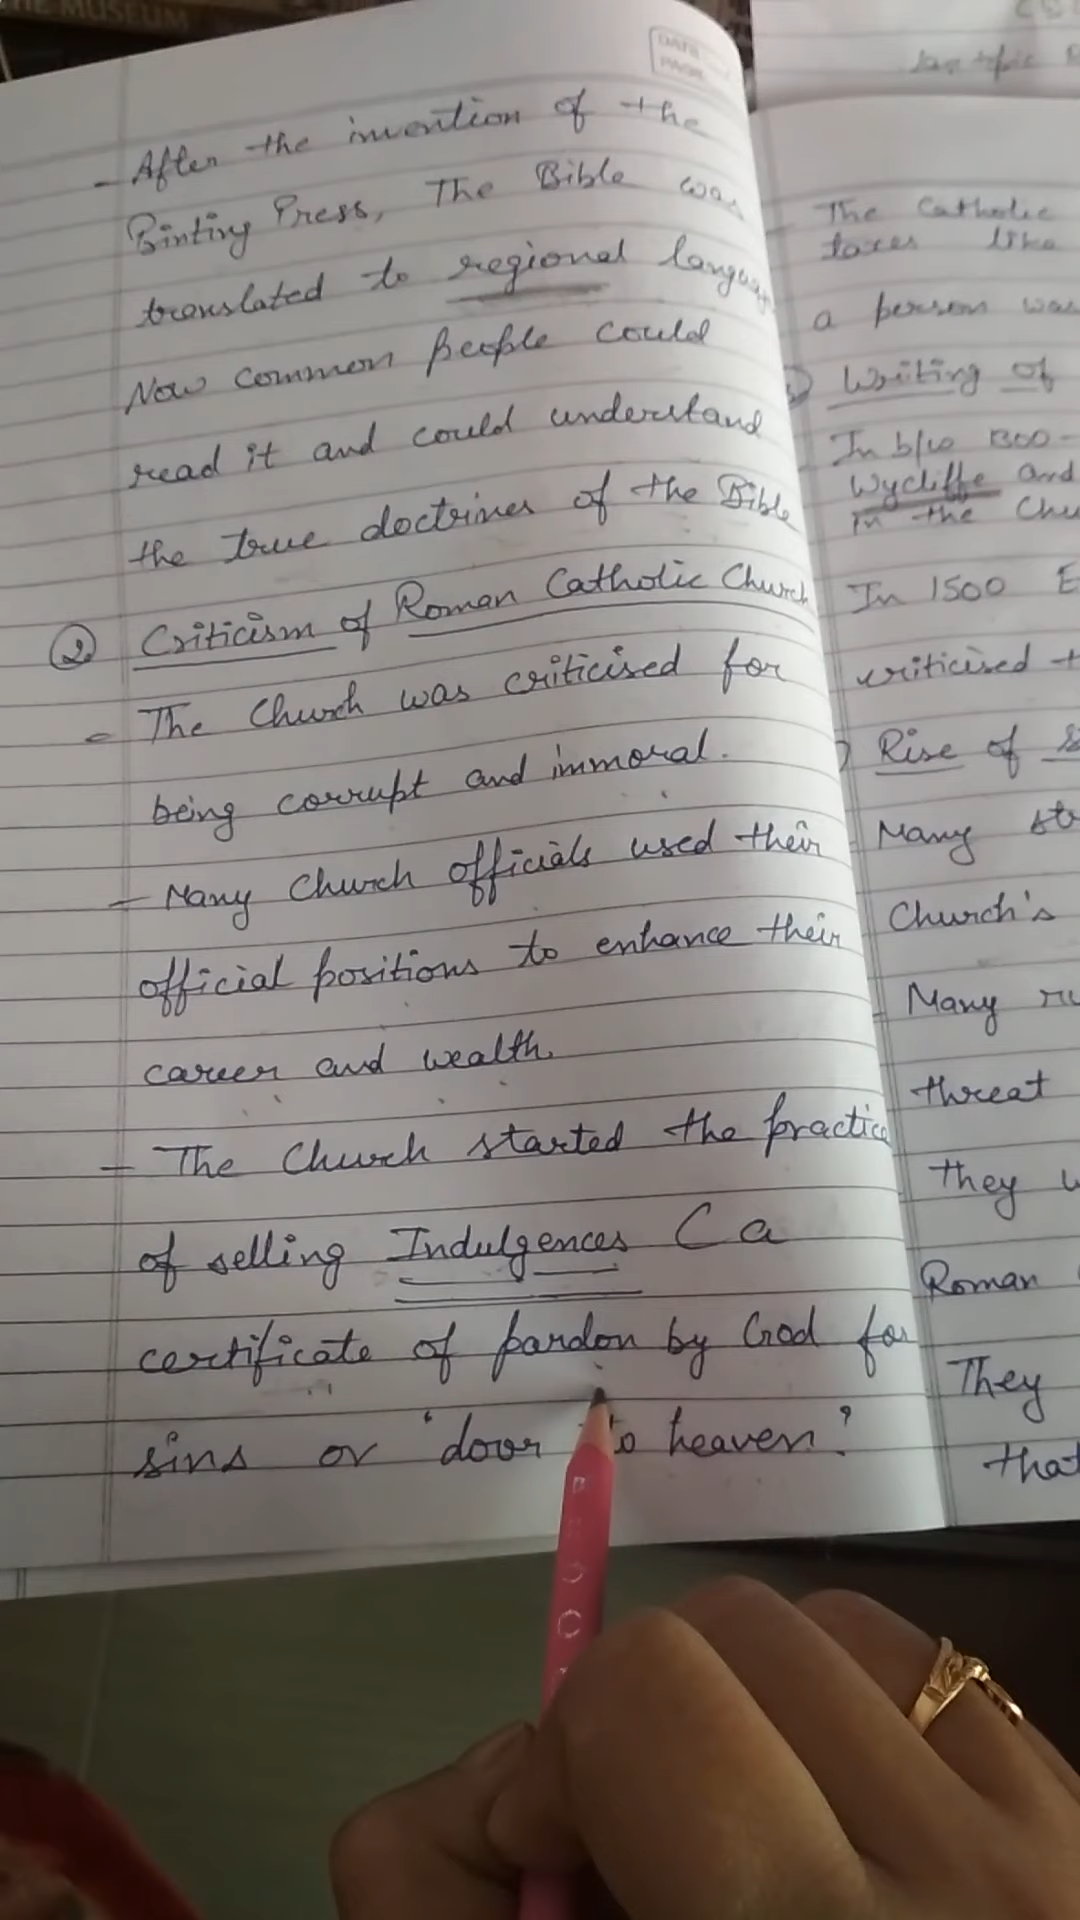 THE MUSEUM
DATE
PAGE
- After the invention of the
Printing Press, The Bible was
translated to regional
Now common people could
read it and could understand
the true doctrines of the Bible
② Criticism of Roman Catholic Church
- The Church was criticised for
being corrupt and immoral.
- Many Church officials used their
official positions to enhance their
career and wealth.
- The Church started the practice
of selling Indulgences ( a
certificate of pardon by God for
sins or 'door to heaven'
The Catholic
taxes like
a person was
Writing of
In b/w 1300-
Wycliffe and
in the
In 1500
criticised
Rise of
Many
Church's
Many
threat
They
Roman
They
that